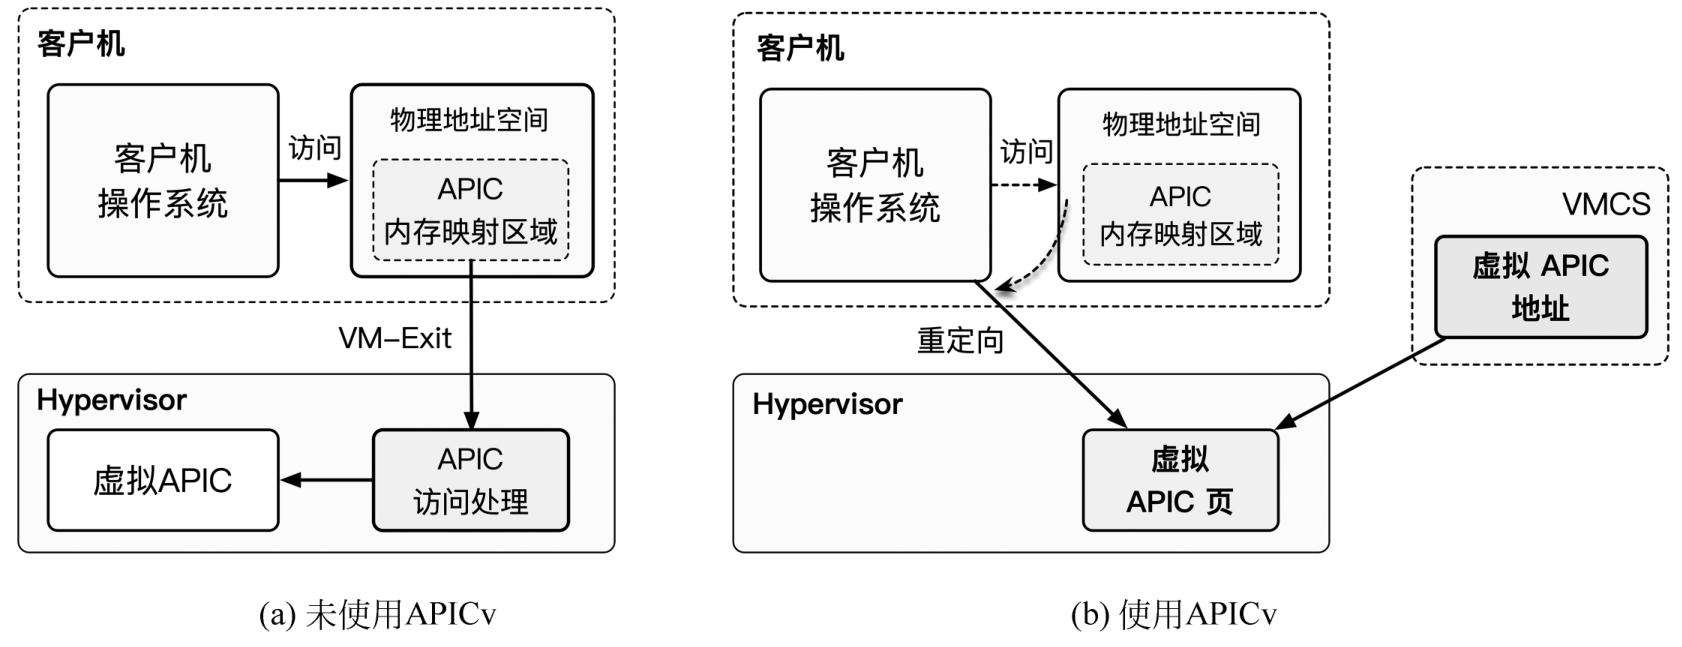 客户机
客户机
操作系统
访问
物理地址空间
APIC
内存映射区域
VM-Exit
Hypervisor
虚拟APIC
APIC
访问处理
(a) 未使用APICv
客户机
客户机
操作系统
访问
物理地址空间
APIC
内存映射区域
重定向
VMCS
虚拟 APIC
地址
Hypervisor
虚拟
APIC 页
(b) 使用APICv